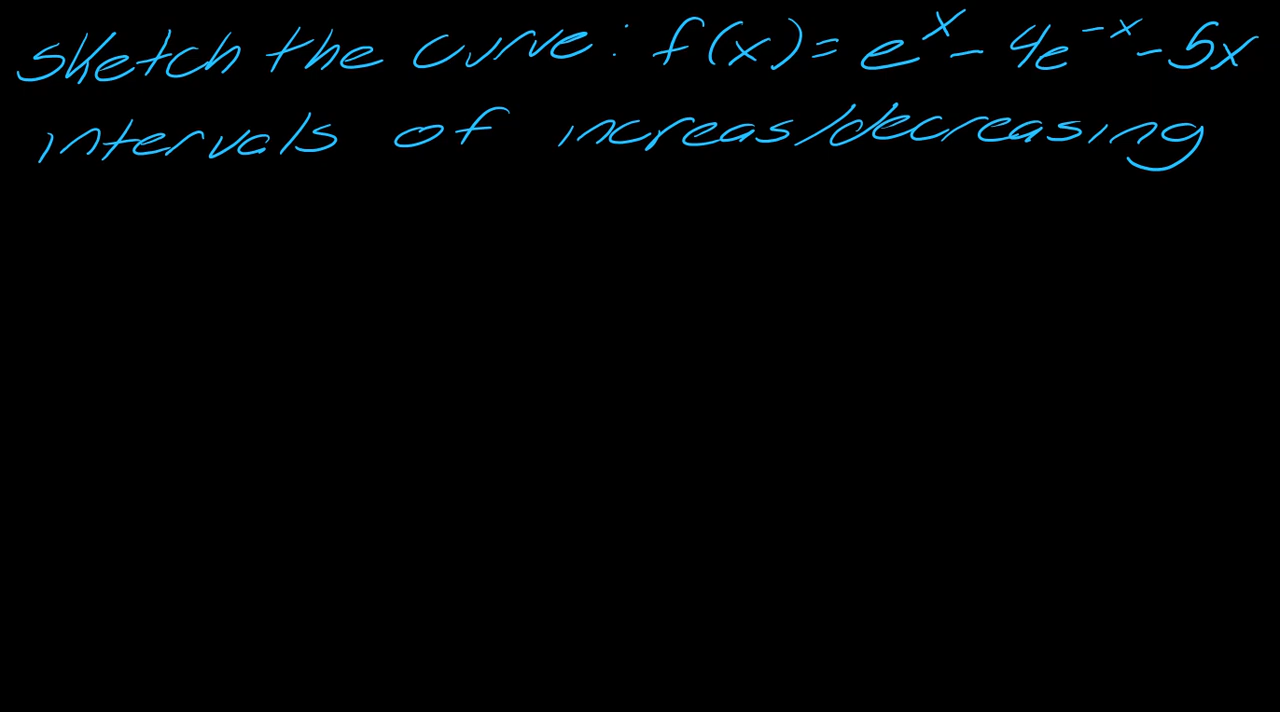 sketch the curve: f(x) = e^x - 4e^-x - 5x
intervals of increas/decreasing